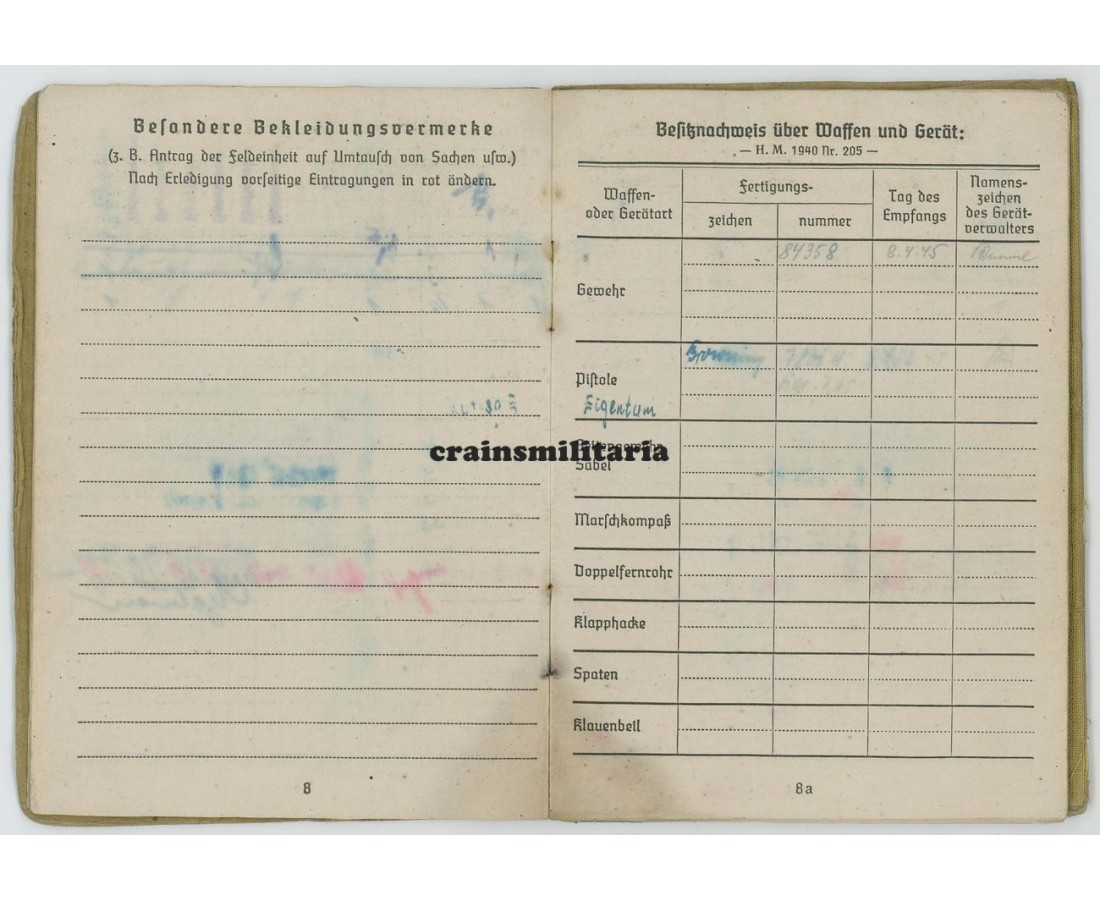 Besondere Bekleidungsvermerke
(z. B. Antrag der Feldeinheit auf Umtausch von Sachen usw.)
Nach Erledigung vorseitige Eintragungen in rot ändern.
8
Besitznachweis über Waffen und Gerät:
— H. M. 1940 Nr. 205 —
Waffen-
oder Gerätart
Fertigungs-
zeichen
nummer
Tag des
Empfangs
Namens-
zeichen
des Gerät-
verwalters
Gewehr
84358
8.4.45
Pistole
Browning
Eigentum
crainsmilitaria
Säbel
Marschkompaß
Doppelfernrohr
Klapphacke
Spaten
Klauenbeil
8a